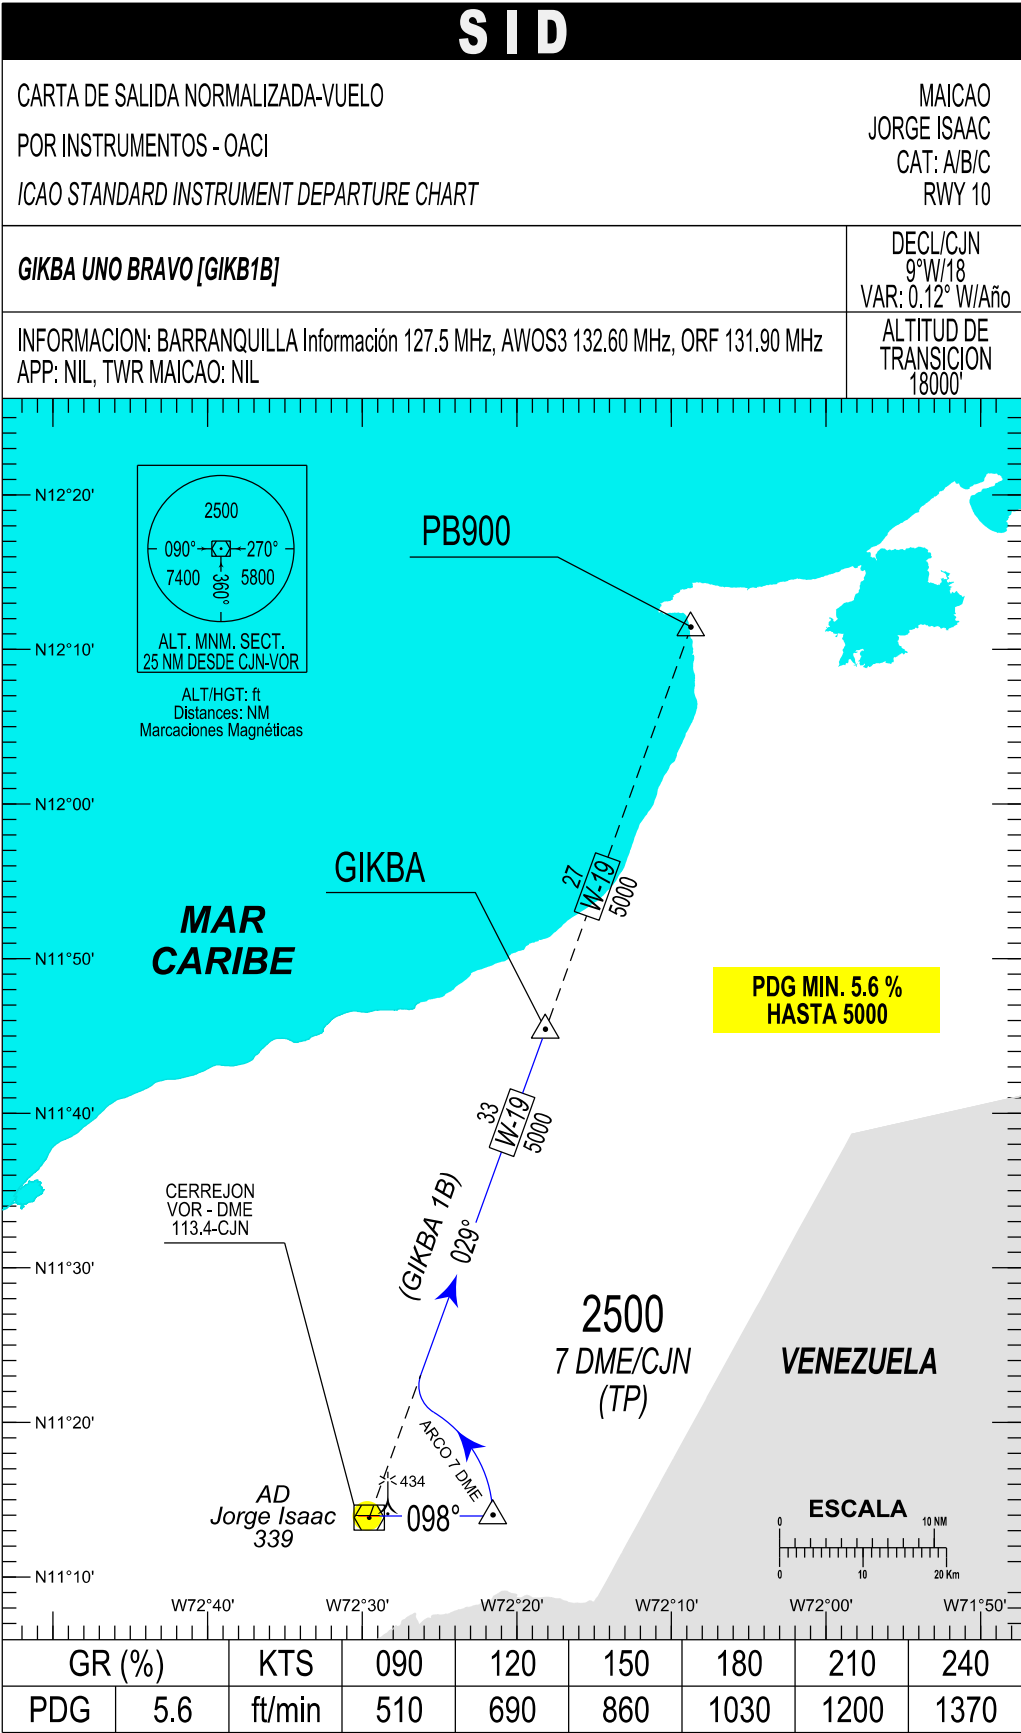 SID
CARTA DE SALIDA NORMALIZADA-VUELO
POR INSTRUMENTOS - OACI
ICAO STANDARD INSTRUMENT DEPARTURE CHART
MAICAO
JORGE ISAAC
CAT: A/B/C
RWY 10
GIKBA UNO BRAVO [GIKB1B]
DECL/CJN
9°W/18
VAR: 0.12° W/Año
INFORMACION: BARRANQUILLA Información 127.5 MHz, AWOS3 132.60 MHz, ORF 131.90 MHz
APP: NIL, TWR MAICAO: NIL
ALTITUD DE
TRANSICION
18000'
N12°20'
2500
090° 270°
7400 360° 5800
ALT. MNM. SECT.
25 NM DESDE CJN-VOR
ALT/HGT: ft
Distances: NM
Marcaciones Magnéticas
PB900
N12°10'
N12°00'
GIKBA
27
W-19
5000
MAR
CARIBE
N11°50'
PDG MIN. 5.6 %
HASTA 5000
N11°40'
33
W-19
5000
CERREJON
VOR - DME
113.4-CJN
(GIKBA 1B)
029°
N11°30'
2500
7 DME/CJN
(TP)
VENEZUELA
N11°20'
ARCO 7 DME
434
AD
Jorge Isaac
339
098°
ESCALA
0 10 NM
0 10 20 Km
N11°10'
W72°40' W72°30' W72°20' W72°10' W72°00' W71°50'
GR (%) KTS 090 120 150 180 210 240
PDG 5.6 ft/min 510 690 860 1030 1200 1370